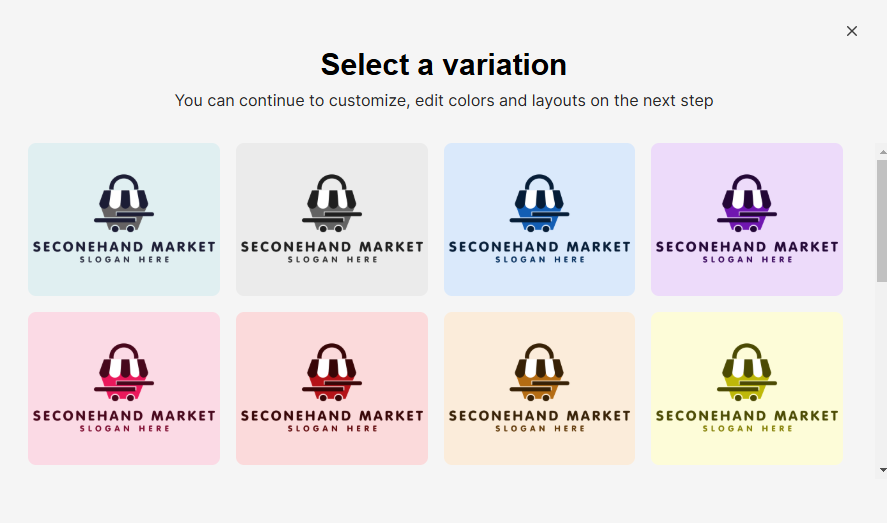 Select a variation
You can continue to customize, edit colors and layouts on the next step
SECONEHAND MARKET
SLOGAN HERE
SECONEHAND MARKET
SLOGAN HERE
SECONEHAND MARKET
SLOGAN HERE
SECONEHAND MARKET
SLOGAN HERE
SECONEHAND MARKET
SLOGAN HERE
SECONEHAND MARKET
SLOGAN HERE
SECONEHAND MARKET
SLOGAN HERE
SECONEHAND MARKET
SLOGAN HERE